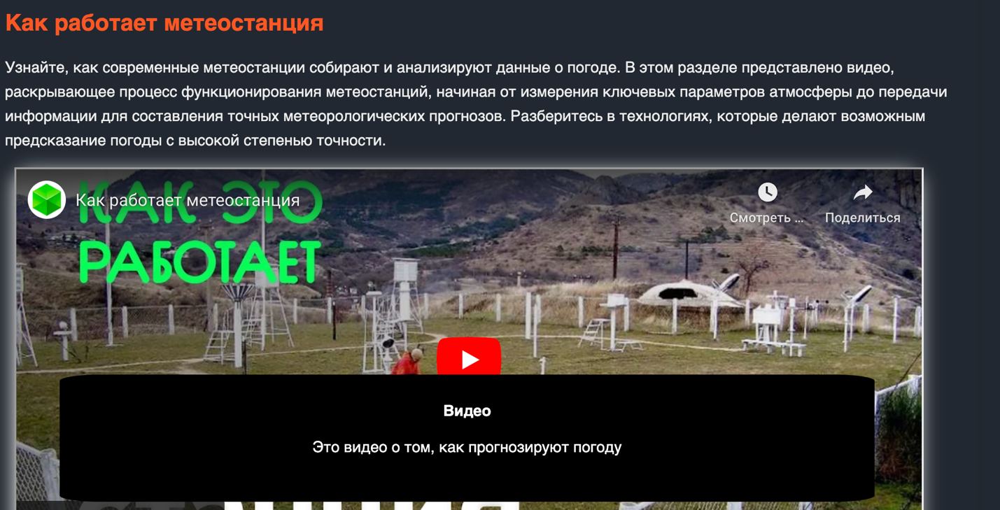 Как работает метеостанция
Узнайте, как современные метеостанции собирают и анализируют данные о погоде. В этом разделе представлено видео,
раскрывающее процесс функционирования метеостанций, начиная от измерения ключевых параметров атмосферы до передачи
информации для составления точных метеорологических прогнозов. Разберитесь в технологиях, которые делают возможным
предсказание погоды с высокой степенью точности.
КАК ЭТО
Как работает метеостанция
Смотреть ...
Поделиться
РАБОТАЕТ
Видео
Это видео о том, как прогнозируют погоду